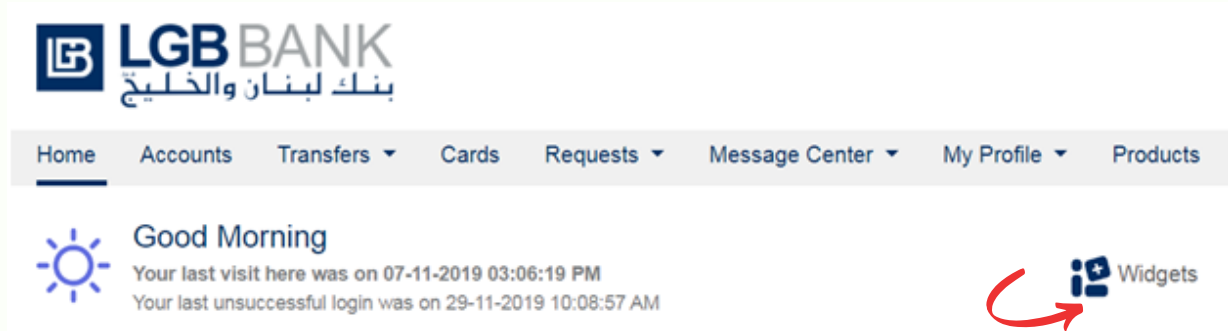 LGB BANK
بنك لبنان والخليج
Home Accounts Transfers Cards Requests Message Center My Profile Products
Good Morning
Your last visit here was on 07-11-2019 03:06:19 PM
Widgets
Your last unsuccessful login was on 29-11-2019 10:08:57 AM